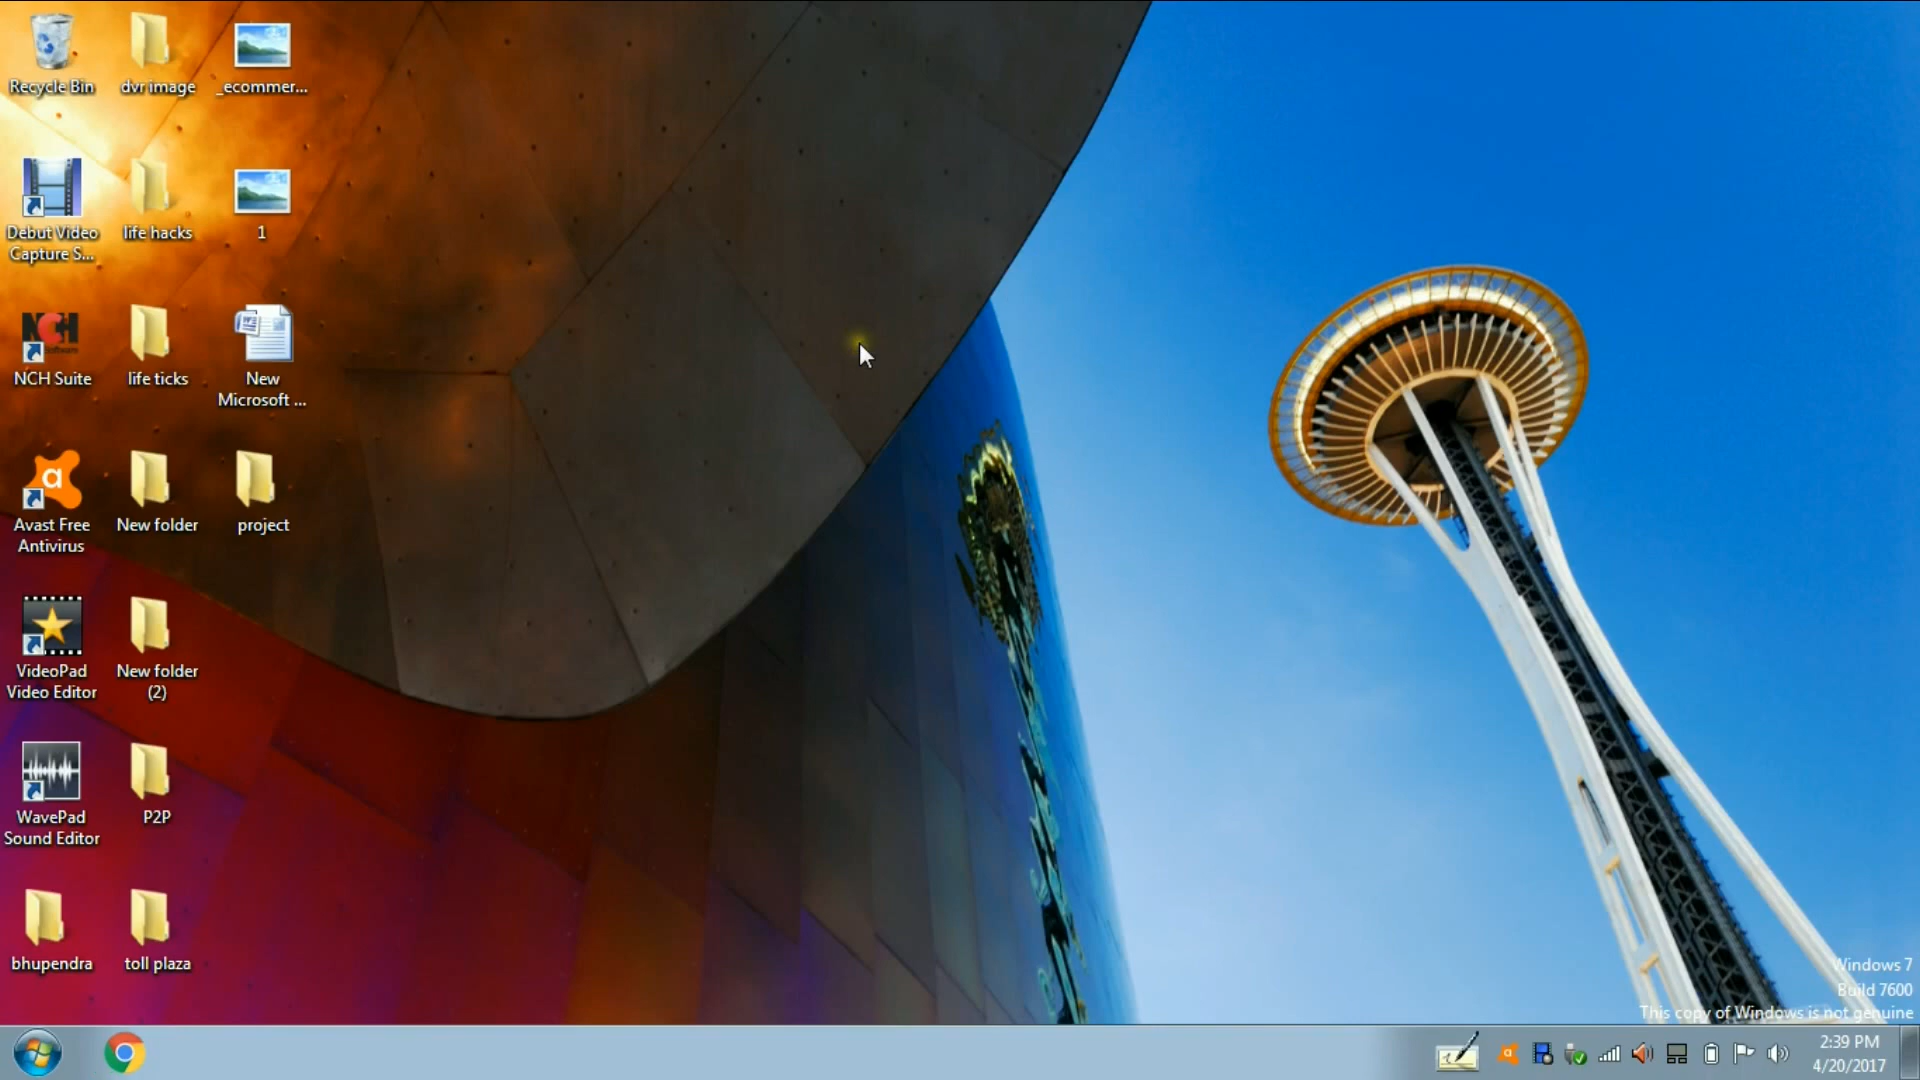 Recycle Bin
dvr image
_ecommer...
Debut Video
Capture S...
life hacks
1
NCH
NCH Suite
life ticks
New
Microsoft ...
Avast Free
Antivirus
New folder
project
VideoPad
Video Editor
New folder
(2)
WavePad
Sound Editor
P2P
bhupendra
toll plaza
Windows 7
Build 7600
This copy of Windows is not genuine
2:39 PM
4/20/2017